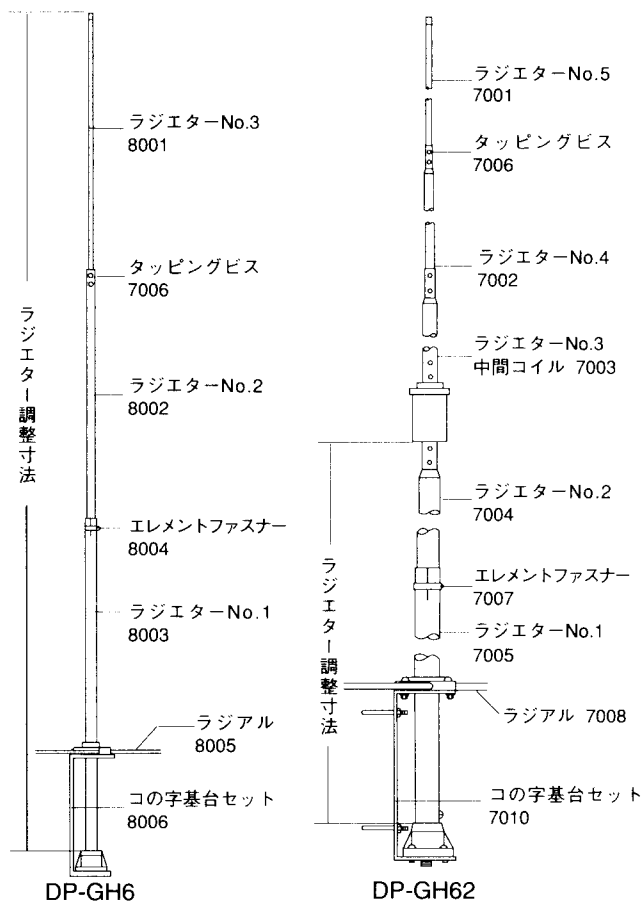 ラジエターNo.3
8001
タッピングビス
7006
ラジエター調整寸法
ラジエターNo.2
8002
エレメントファスナー
8004
ラジエターNo.1
8003
ラジアル
8005
コの字基台セット
8006
DP-GH6
ラジエターNo.5
7001
タッピングビス
7006
ラジエターNo.4
7002
ラジエターNo.3
中間コイル 7003
ラジエターNo.2
7004
ラジエター調整寸法
エレメントファスナー
7007
ラジエターNo.1
7005
ラジアル 7008
コの字基台セット
7010
DP-GH62